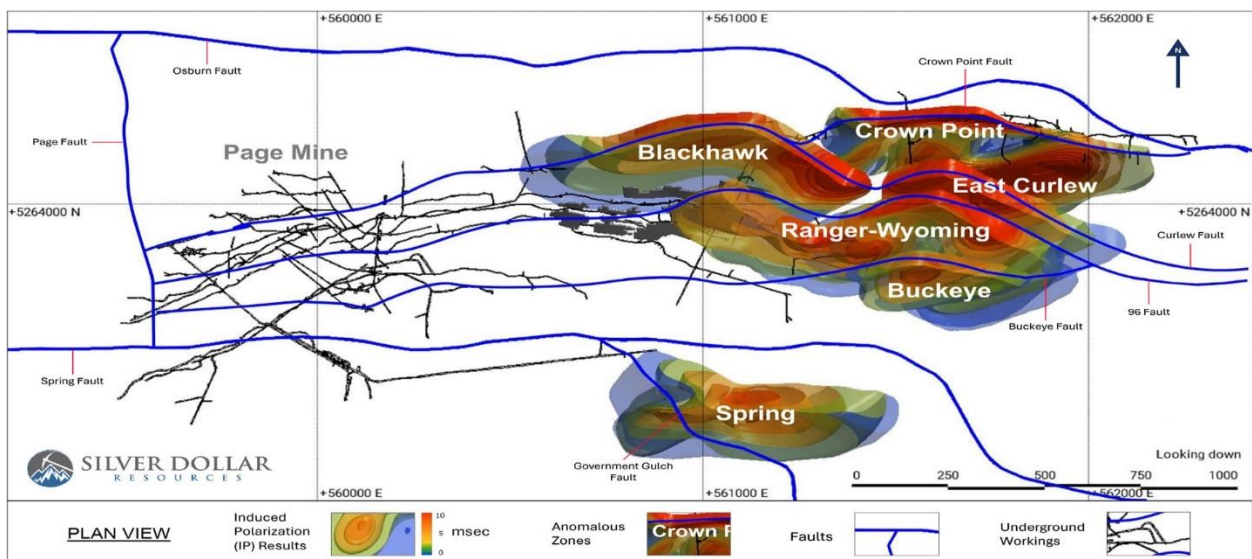 +560000 E
+561000 E
+562000 E
N
Osburn Fault
Crown Point Fault
Page Fault
Page Mine
Crown Point
Blackhawk
East Curlew
+5264000 N
+5264000 N
Ranger-Wyoming
Curlew Fault
Buckeye
96 Fault
Buckeye Fault
Spring Fault
Spring
SILVER DOLLAR
RESOURCES
Government Gulch
Fault
Looking down
0 250 500 750 1000
+560000 E
+561000 E
+562000 E
PLAN VIEW
Induced
Polarization
(IP) Results
10
5
0
msec
Anomalous
Zones
Crown P
Faults
Underground
Workings